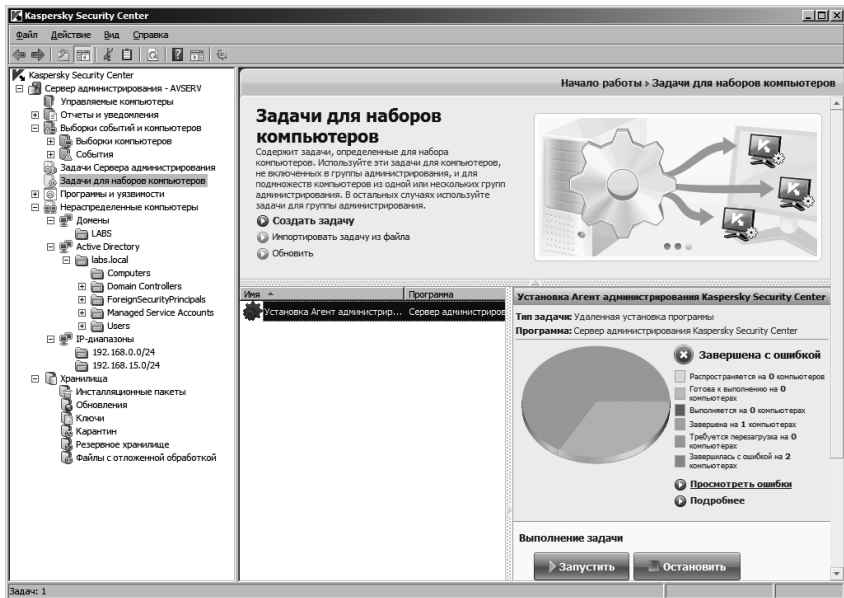 Kaspersky Security Center
Файл Действие Вид Справка
Kaspersky Security Center
Сервер администрирования - AVSERV
Управляемые компьютеры
Отчеты и уведомления
Выборки событий и компьютеров
Выборки компьютеров
События
Задачи Сервера администрирования
Задачи для наборов компьютеров
Программы и уязвимости
Нераспределенные компьютеры
Домены
LABS
Active Directory
labs.local
Computers
Domain Controllers
ForeignSecurityPrincipals
Managed Service Accounts
Users
IP-диапазоны
192.168.0.0/24
192.168.15.0/24
Хранилища
Инсталляционные пакеты
Обновления
Ключи
Карантин
Резервное хранилище
Файлы с отложенной обработкой
Начало работы › Задачи для наборов компьютеров
Задачи для наборов
компьютеров
Содержит задачи, определенные для набора
компьютеров. Используйте эти задачи для компьютеров,
не включенных в группы администрирования, и для
подмножеств компьютеров из одной или нескольких групп
администрирования. В остальных случаях используйте
задачи для группы администрирования.
Создать задачу
Импортировать задачу из файла
Обновить
Имя Программа
Установка Агент администрир... Сервер администриров
Установка Агент администрирования Kaspersky Security Center
Тип задачи: Удаленная установка программы
Программа: Сервер администрирования Kaspersky Security Center
Завершена с ошибкой
Распространяется на 0 компьютеров
Готова к выполнению на 0
компьютерах
Выполняется на 0 компьютерах
Завершена на 1 компьютерах
Требуется перезагрузка на 0
компьютерах
Завершилась с ошибкой на 2
компьютерах
Просмотреть ошибки
Подробнее
Выполнение задачи
Запустить Остановить
Задач: 1